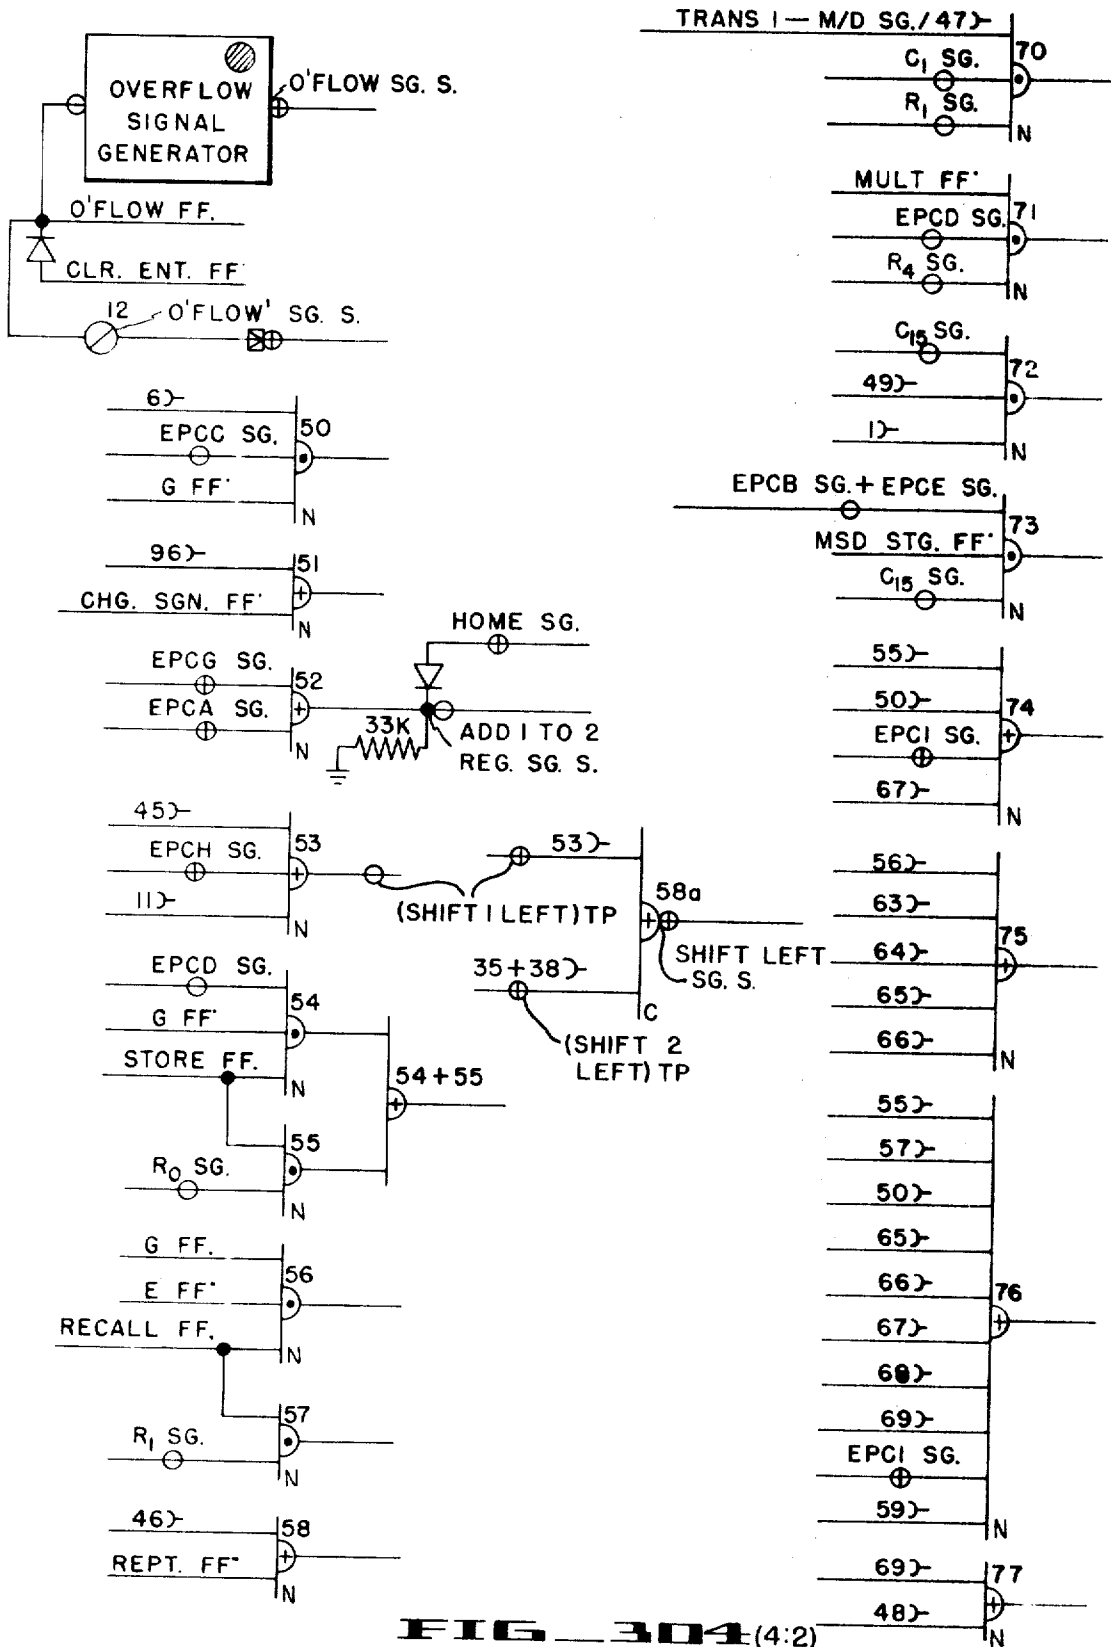 OVERFLOW
SIGNAL
GENERATOR
O'FLOW SG. S.
O'FLOW FF.
CLR. ENT. FF'
12
O'FLOW' SG. S.
6
50
EPCC SG.
G FF'
N
96
51
CHG. SGN. FF'
N
HOME SG.
EPCG SG.
52
EPCA SG.
N
33K
ADD 1 TO 2
REG. SG. S.
45
53
EPCH SG.
11
N
(SHIFT 1 LEFT) TP
53
58a
SHIFT LEFT
SG. S.
35+38
C
(SHIFT 2
LEFT) TP
EPCD SG.
54
G FF'
STORE FF.
N
54+55
55
R0 SG.
N
G FF.
56
E FF'
RECALL FF.
N
57
R1 SG.
N
46
58
REPT. FF'
N
TRANS 1 — M/D SG./47
70
C1 SG.
R1 SG.
N
MULT FF'
71
EPCD SG.
R4 SG.
N
C15 SG.
72
49
1
N
EPCB SG.+ EPCE SG.
73
MSD STG. FF'
C15 SG.
N
55
50
74
EPCI SG.
67
N
56
63
75
64
65
66
N
55
57
50
65
66
76
67
68
69
EPCI SG.
59
N
69
77
48
N
FIG_304 (4:2)